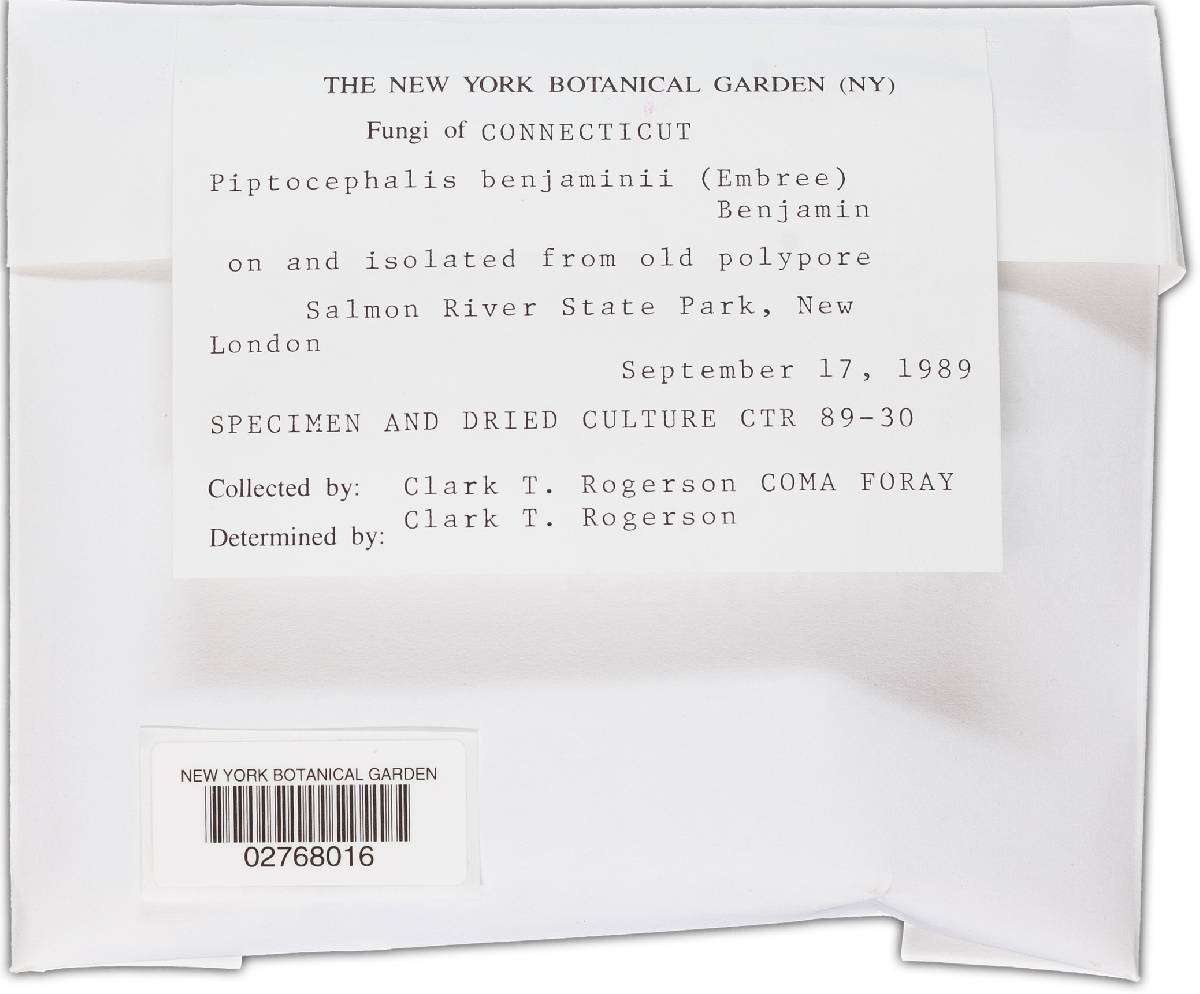 THE NEW YORK BOTANICAL GARDEN (NY)
Fungi of CONNECTICUT
Piptocephalis benjaminii (Embree)
Benjamin
on and isolated from old polypore
Salmon River State Park, New
London
September 17, 1989
SPECIMEN AND DRIED CULTURE CTR 89-30
Collected by: Clark T. Rogerson COMA FORAY
Determined by: Clark T. Rogerson
NEW YORK BOTANICAL GARDEN
02768016